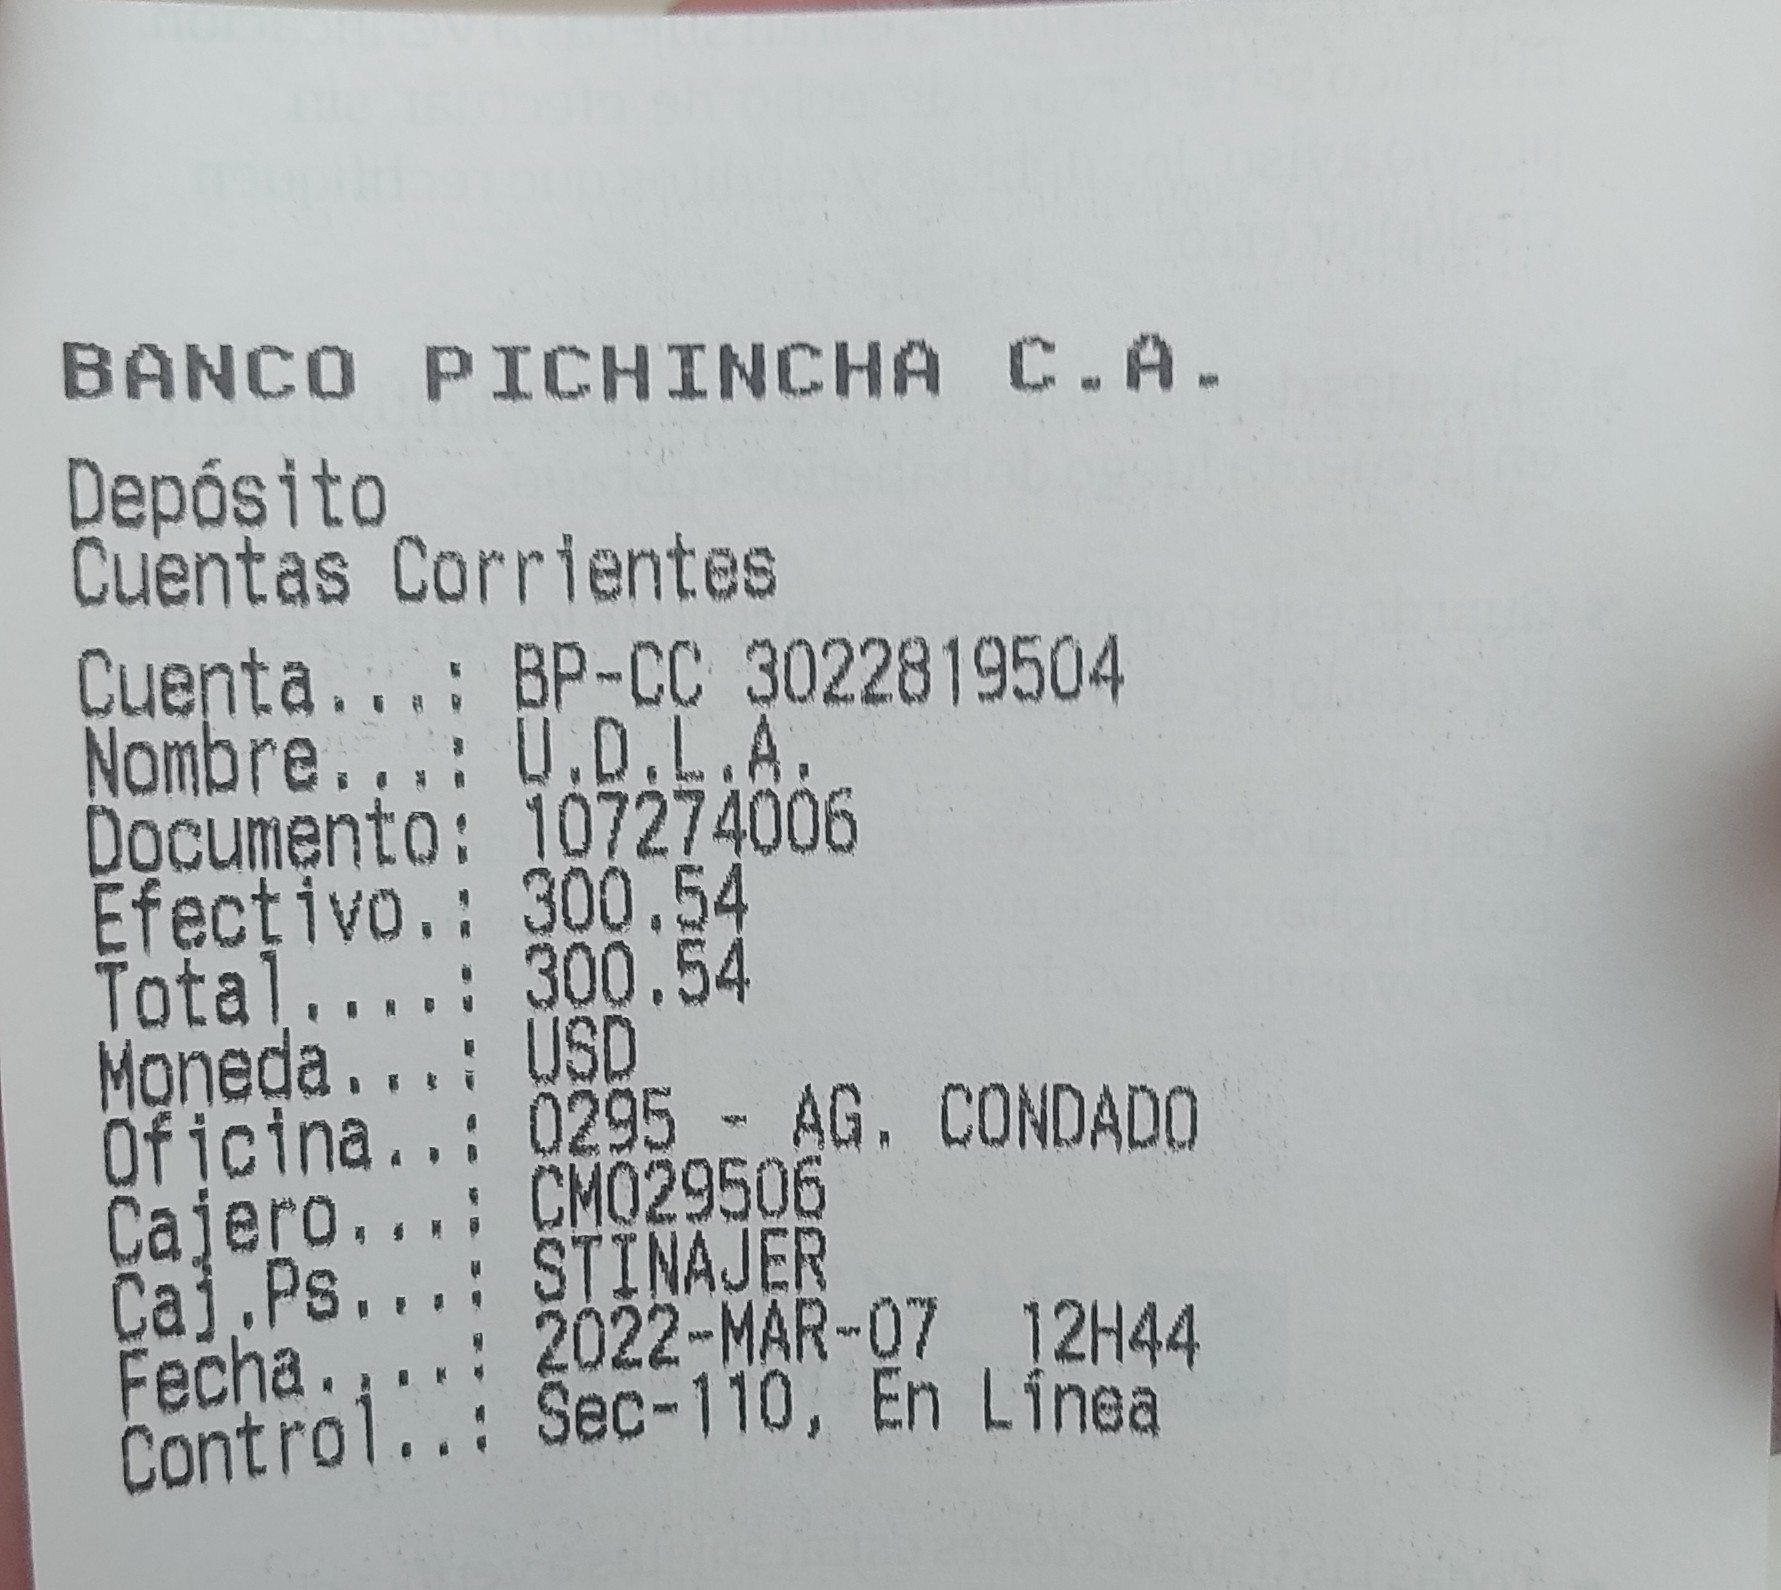 BANCO PICHINCHA C.A.
Depósito
Cuentas Corrientes
Cuenta...: BP-CC 3022819504
Nombre...: U.D.L.A.
Documento: 107274006
Efectivo.: 300.54
Total....: 300.54
Moneda...: USD
Oficina..: 0295 - AG. CONDADO
Cajero...: CM029506
Caj.Ps...: STINAJER
Fecha....: 2022-MAR-07 12H44
Control..: Sec-110, En Línea